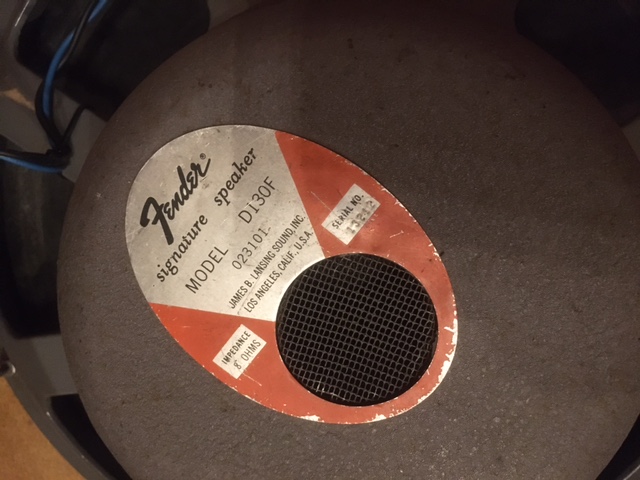 Fender
signature speaker
MODEL D130F
023101
JAMES B. LANSING SOUND, INC.
LOS ANGELES, CALIF., U.S.A.
SERIAL NO.
IMPEDANCE
8 OHMS